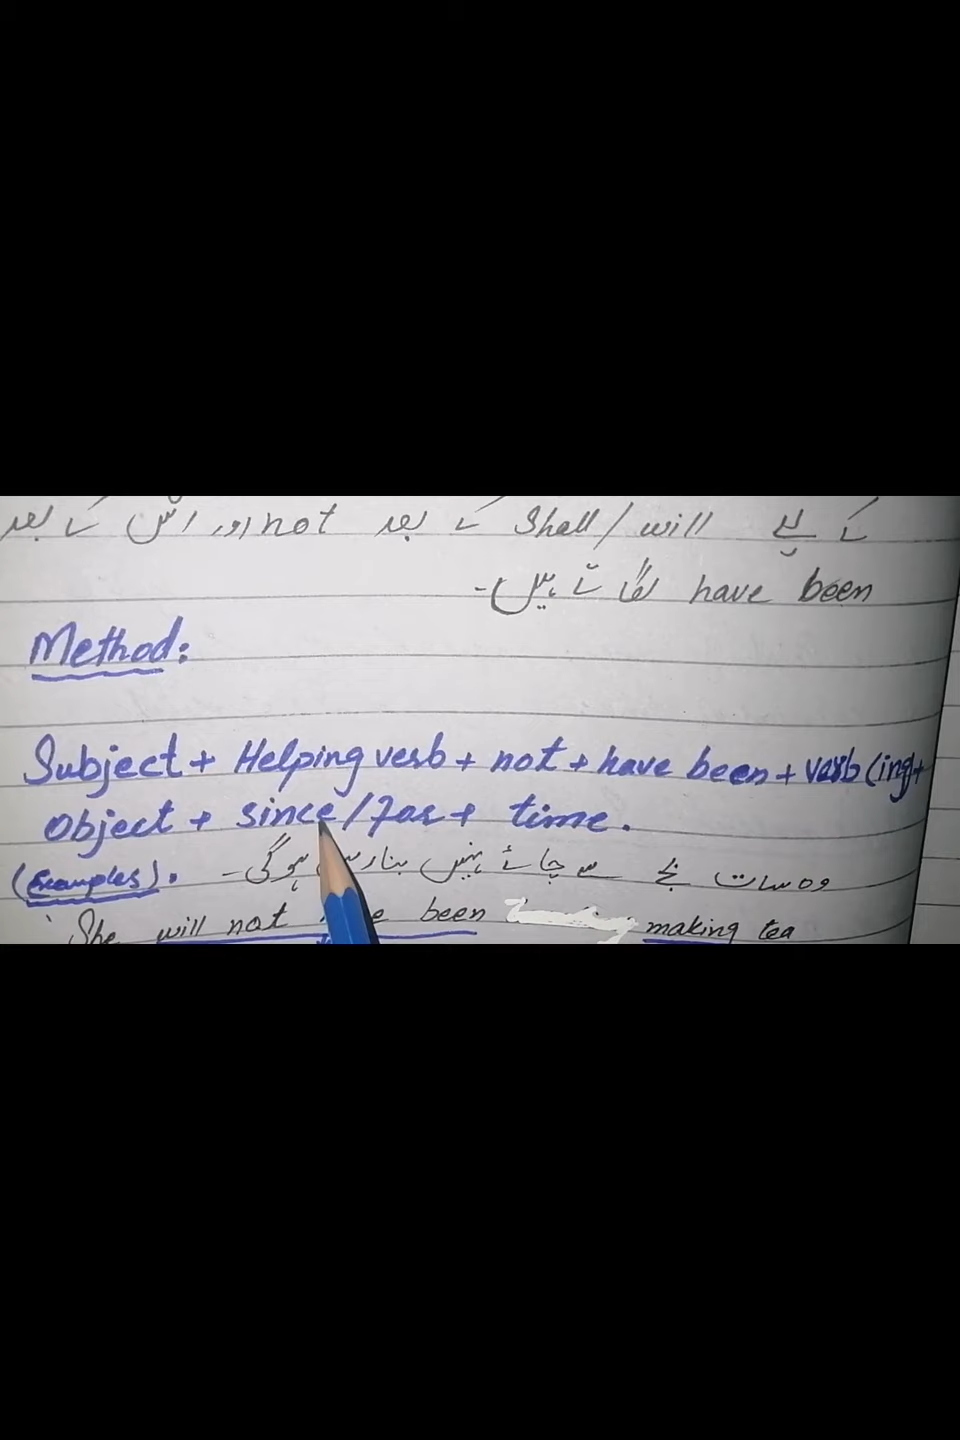 کے لیے Shall / will کے بعد not اور اس کے بعد
have been لگاتے ہیں۔
Method:
Subject + Helping verb + not + have been + verb (ing) +
Object + since / for + time.
(Examples). وہ سات بجے سے چائے نہیں بنا رہی ہوگی۔
She will not been making tea